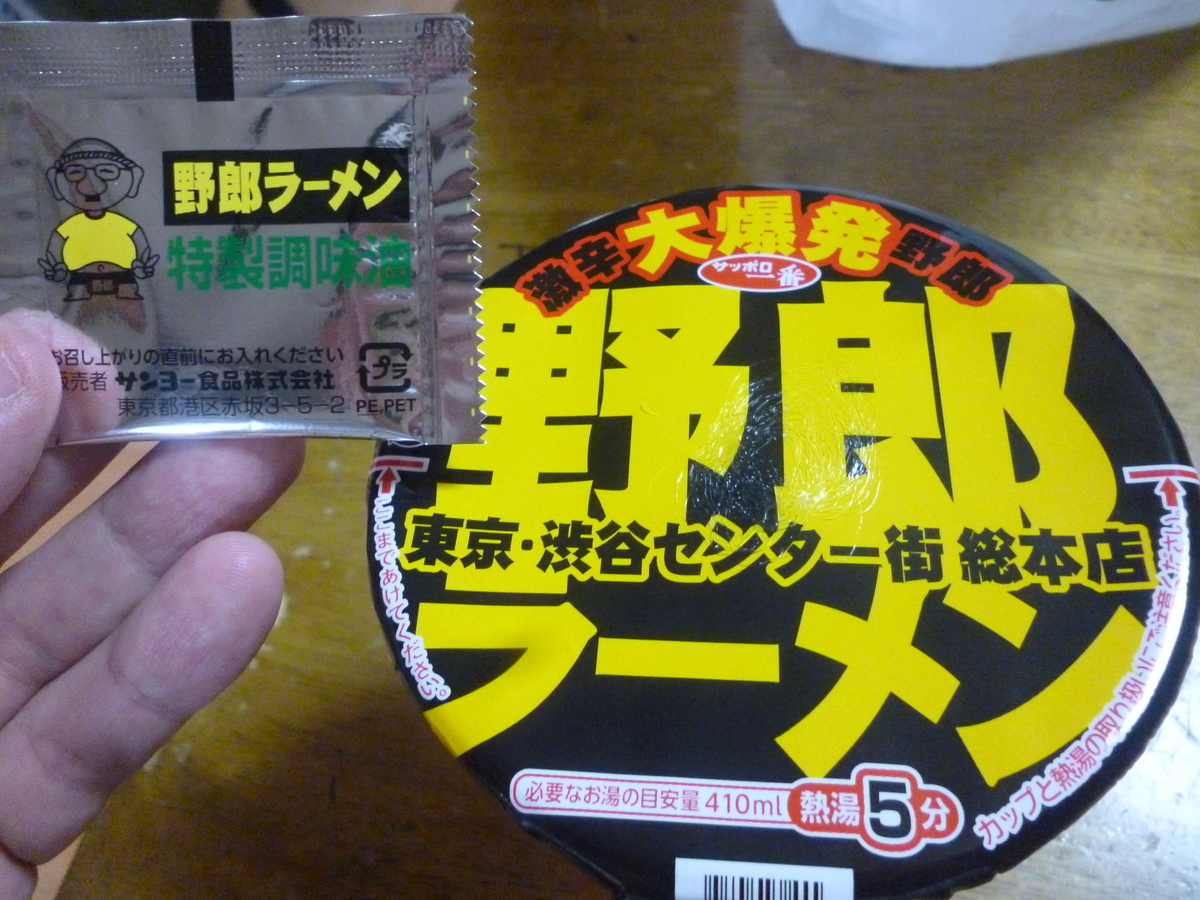 野郎ラーメン
特製調味油
お召し上がりの直前にお入れください
販売者 サンヨー食品株式会社
東京都港区赤坂3-5-2 PE,PET
プラ
野郎
激辛大爆発野郎
サッポロ一番
野郎
東京・渋谷センター街 総本店
ラーメン
ここまであけてください。
カップと熱湯の取り扱いにご注意ください。
必要なお湯の目安量410ml 熱湯5分